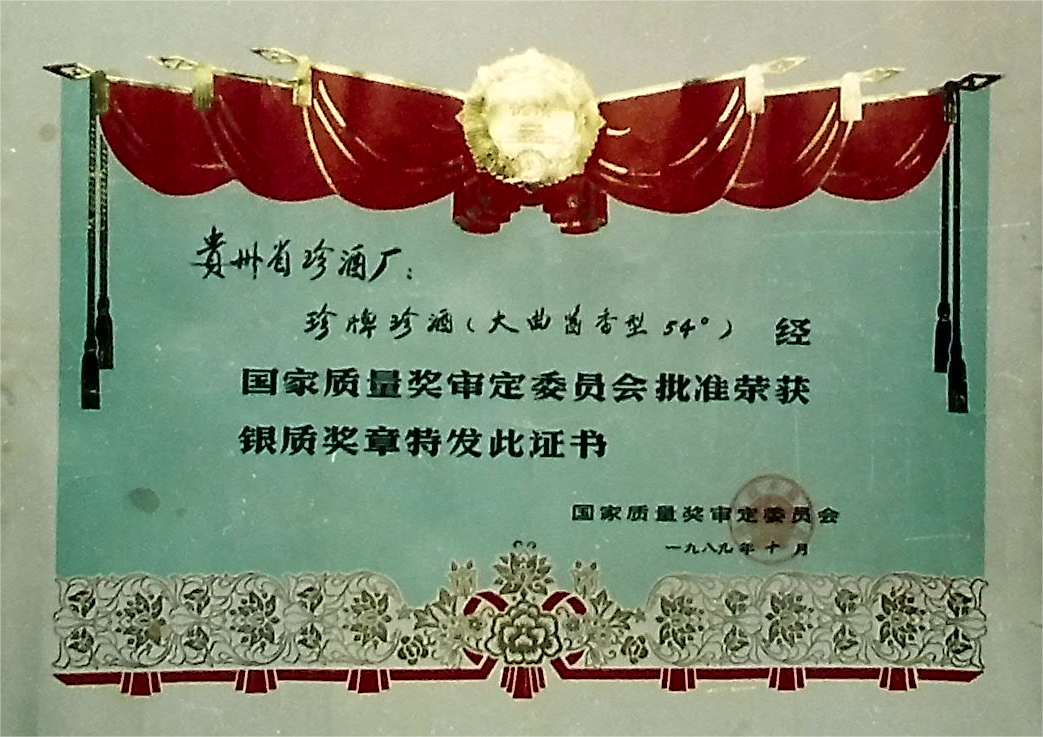 贵州省珍酒厂：
珍牌珍酒（大曲酱香型54°）经
国家质量奖审定委员会批准荣获
银质奖章特发此证书
国家质量奖审定委员会
一九八九年十月